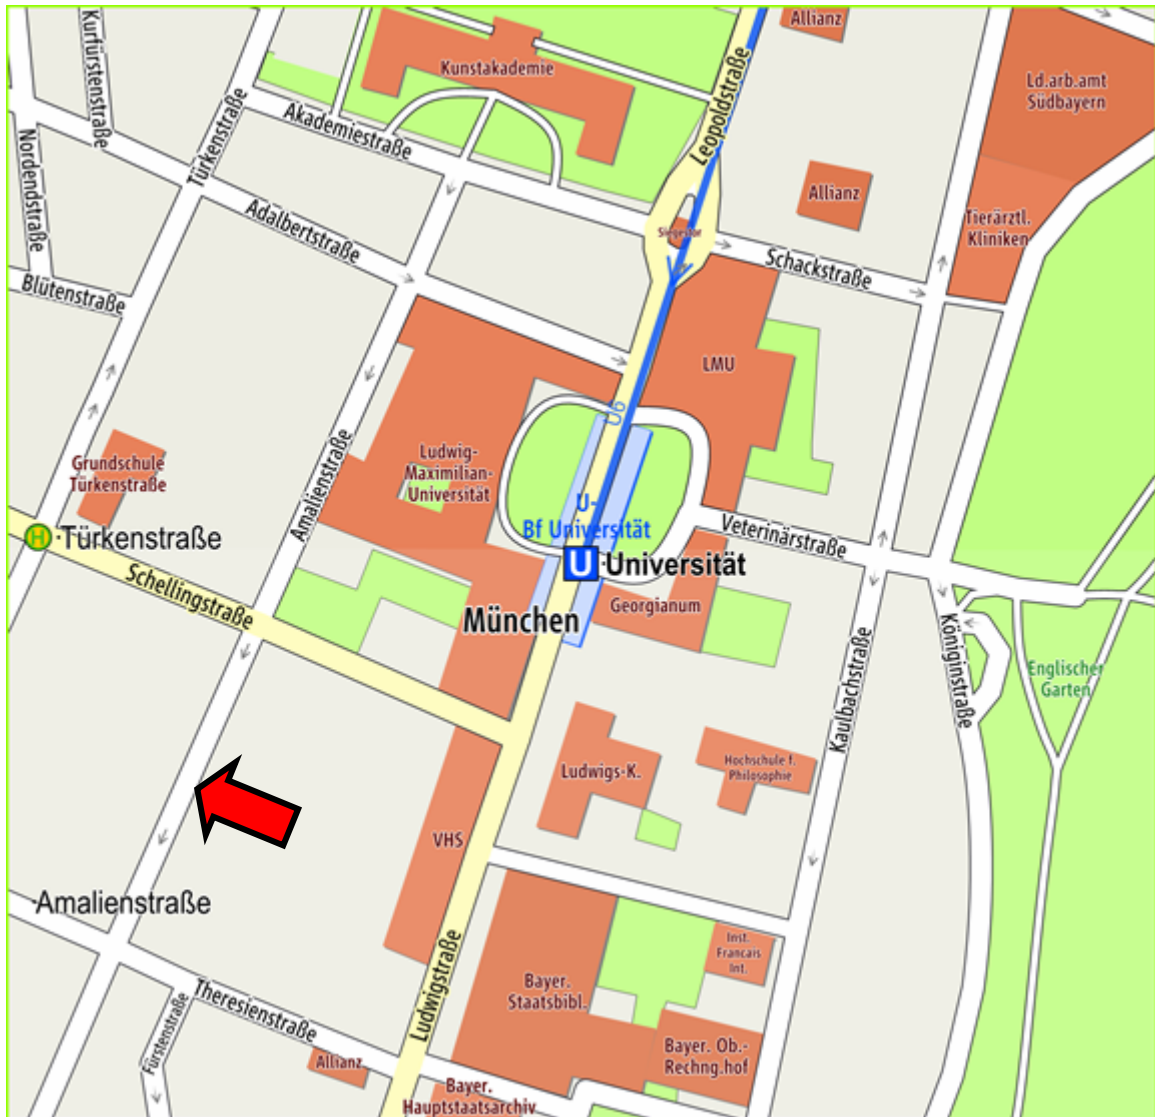 Allianz
Kurfürstenstraße
Kunstakademie
Ld.arb.amt
Südbayern
Leopoldstraße
Akademiestraße
Türkenstraße
Nordendstraße
Allianz
Adalbertstraße
Siegestor
Tierärztl.
Kliniken
Schackstraße
Blütenstraße
LMU
U6
Ludwig-
Maximilian-
Universität
Grundschule
Türkenstraße
Amalienstraße
U-
Bf Universität
Veterinärstraße
H
Türkenstraße
U
Universität
Schellingstraße
Georgianum
München
Königinstraße
Englischer
Garten
Kaulbachstraße
Ludwigs-K.
Hochschule f.
Philosophie
VHS
Amalienstraße
Inst.
Francais
Int.
Ludwigstraße
Bayer.
Staatsbibl.
Theresienstraße
Fürstenstraße
Allianz
Bayer. Ob.-
Rechng.hof
Bayer.
Hauptstaatsarchiv